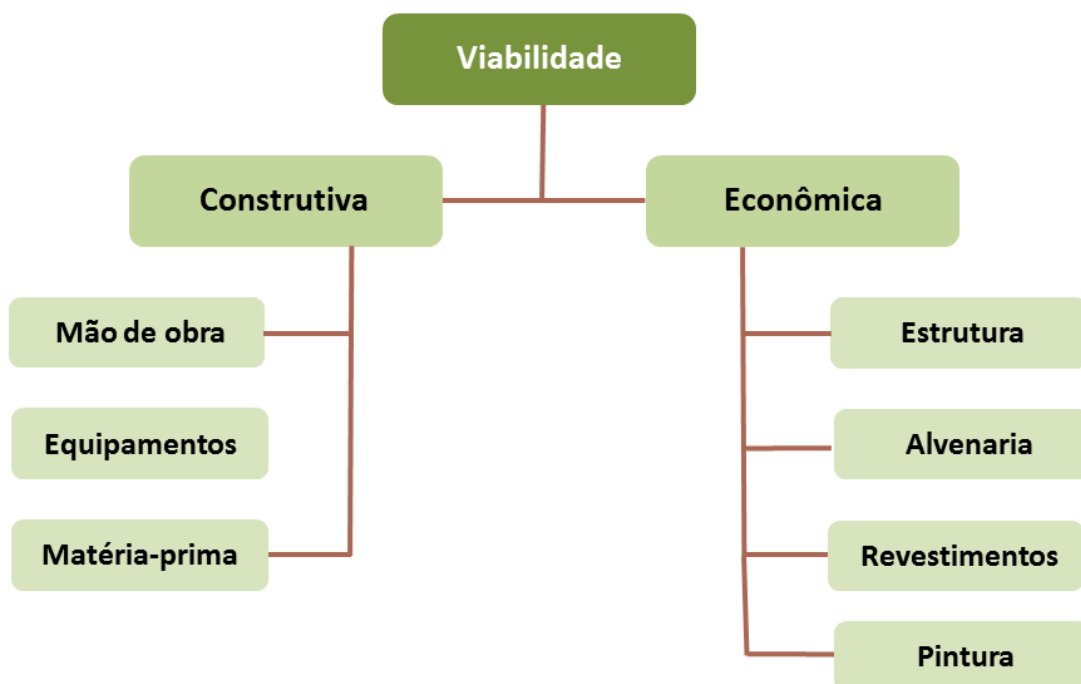 Viabilidade
Construtiva
Econômica
Mão de obra
Estrutura
Equipamentos
Alvenaria
Matéria-prima
Revestimentos
Pintura